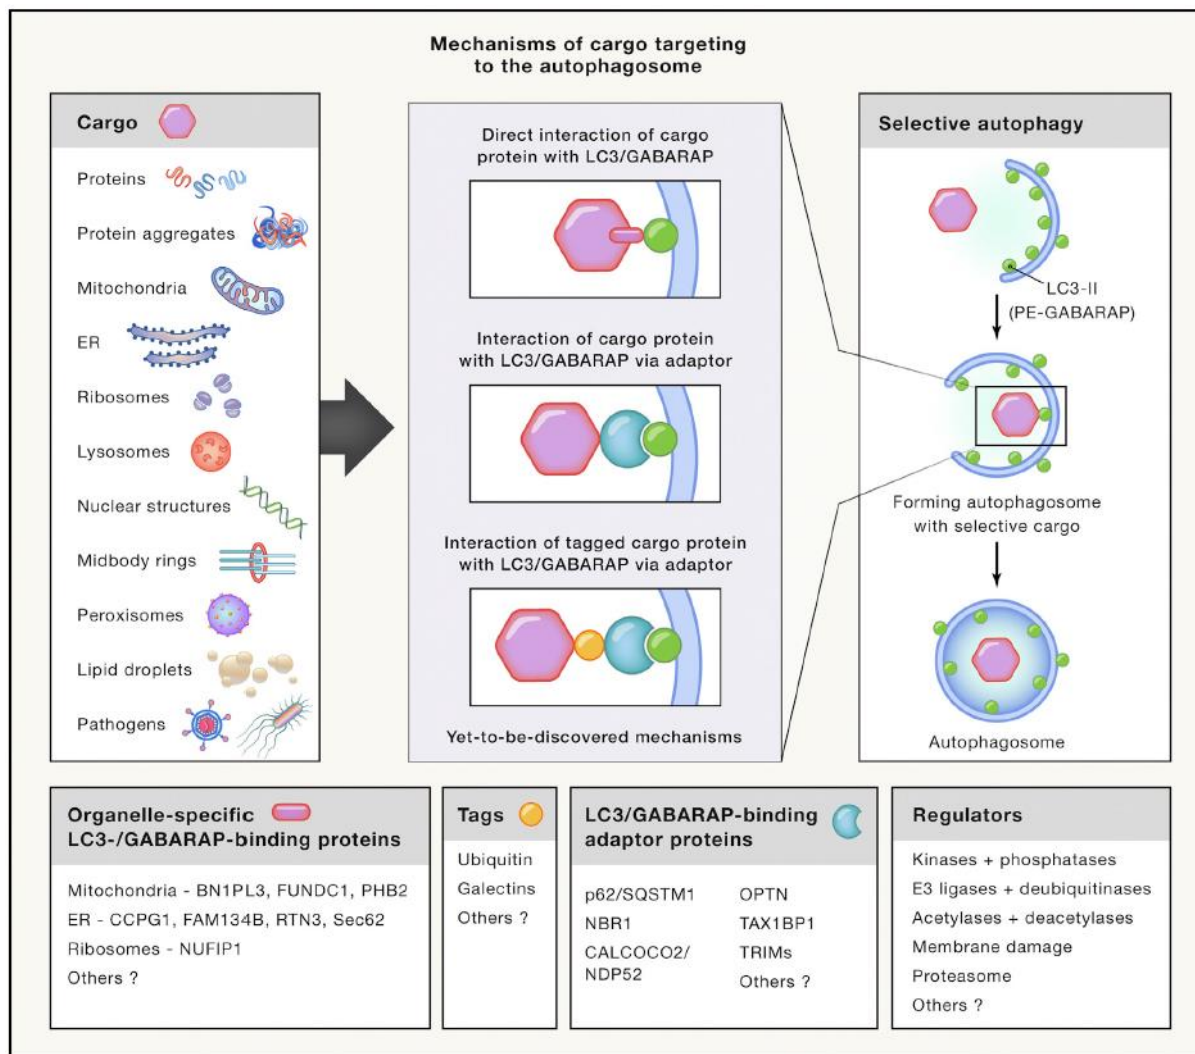 Mechanisms of cargo targeting
to the autophagosome
Cargo
Proteins
Protein aggregates
Mitochondria
ER
Ribosomes
Lysosomes
Nuclear structures
Midbody rings
Peroxisomes
Lipid droplets
Pathogens
Direct interaction of cargo
protein with LC3/GABARAP
Interaction of cargo protein
with LC3/GABARAP via adaptor
Interaction of tagged cargo protein
with LC3/GABARAP via adaptor
Yet-to-be-discovered mechanisms
Selective autophagy
LC3-II
(PE-GABARAP)
Forming autophagosome
with selective cargo
Autophagosome
Organelle-specific
LC3-/GABARAP-binding proteins
Mitochondria - BN1PL3, FUNDC1, PHB2
ER - CCPG1, FAM134B, RTN3, Sec62
Ribosomes - NUFIP1
Others ?
Tags
Ubiquitin
Galectins
Others ?
LC3/GABARAP-binding
adaptor proteins
p62/SQSTM1
NBR1
CALCOCO2/
NDP52
OPTN
TAX1BP1
TRIMs
Others ?
Regulators
Kinases + phosphatases
E3 ligases + deubiquitinases
Acetylases + deacetylases
Membrane damage
Proteasome
Others ?